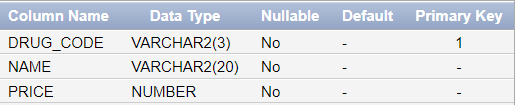 Column Name Data Type Nullable Default Primary Key
DRUG_CODE VARCHAR2(3) No - 1
NAME VARCHAR2(20) No - -
PRICE NUMBER No - -